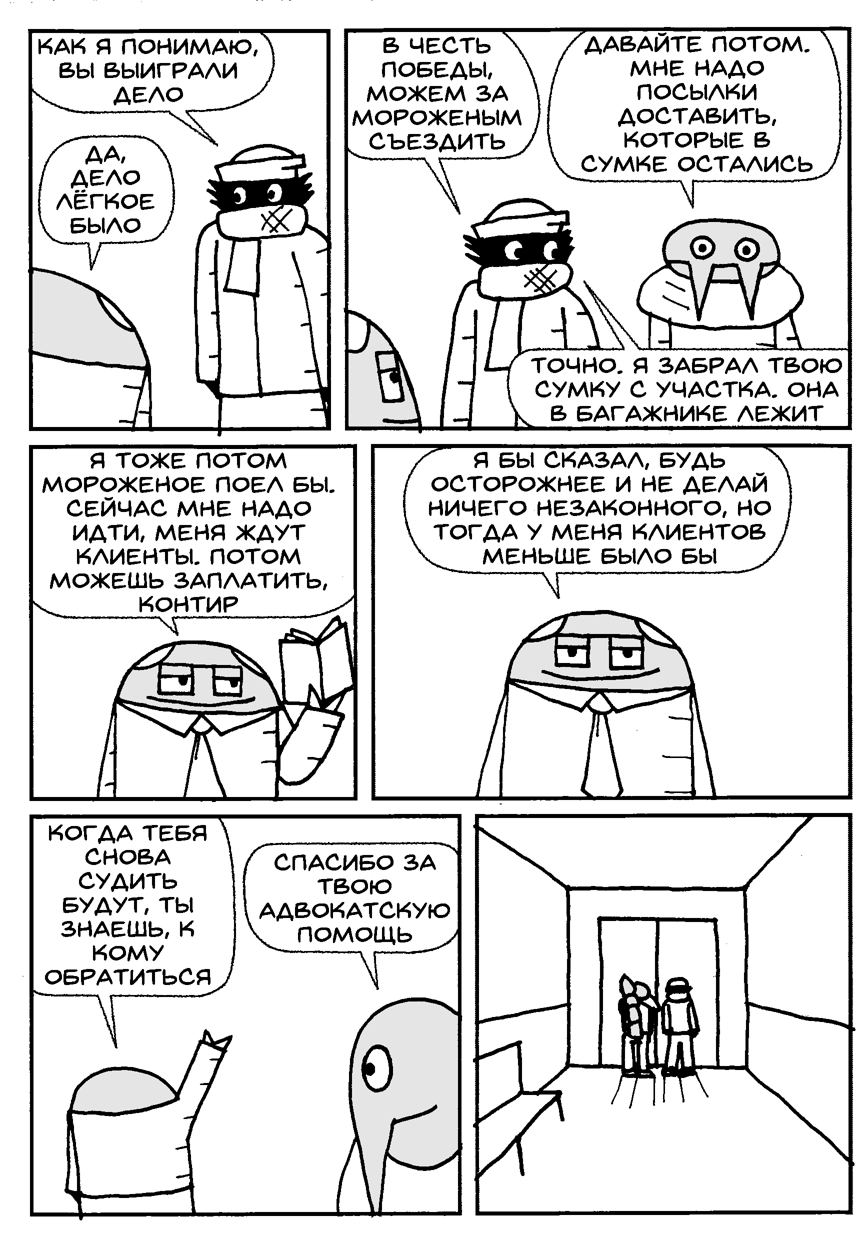 КАК Я ПОНИМАЮ,
ВЫ ВЫИГРАЛИ
ДЕЛО
ДА,
ДЕЛО
ЛЁГКОЕ
БЫЛО
В ЧЕСТЬ
ПОБЕДЫ,
МОЖЕМ ЗА
МОРОЖЕНЫМ
СЪЕЗДИТЬ
ДАВАЙТЕ ПОТОМ.
МНЕ НАДО
ПОСЫЛКИ
ДОСТАВИТЬ,
КОТОРЫЕ В
СУМКЕ ОСТАЛИСЬ
ТОЧНО. Я ЗАБРАЛ ТВОЮ
СУМКУ С УЧАСТКА. ОНА
В БАГАЖНИКЕ ЛЕЖИТ
Я ТОЖЕ ПОТОМ
МОРОЖЕНОЕ ПОЕЛ БЫ.
СЕЙЧАС МНЕ НАДО
ИДТИ, МЕНЯ ЖДУТ
КЛИЕНТЫ. ПОТОМ
МОЖЕШЬ ЗАПЛАТИТЬ,
КОНТИР
Я БЫ СКАЗАЛ, БУДЬ
ОСТОРОЖНЕЕ И НЕ ДЕЛАЙ
НИЧЕГО НЕЗАКОННОГО, НО
ТОГДА У МЕНЯ КЛИЕНТОВ
МЕНЬШЕ БЫЛО БЫ
КОГДА ТЕБЯ
СНОВА
СУДИТЬ
БУДУТ, ТЫ
ЗНАЕШЬ, К
КОМУ
ОБРАТИТЬСЯ
СПАСИБО ЗА
ТВОЮ
АДВОКАТСКУЮ
ПОМОЩЬ